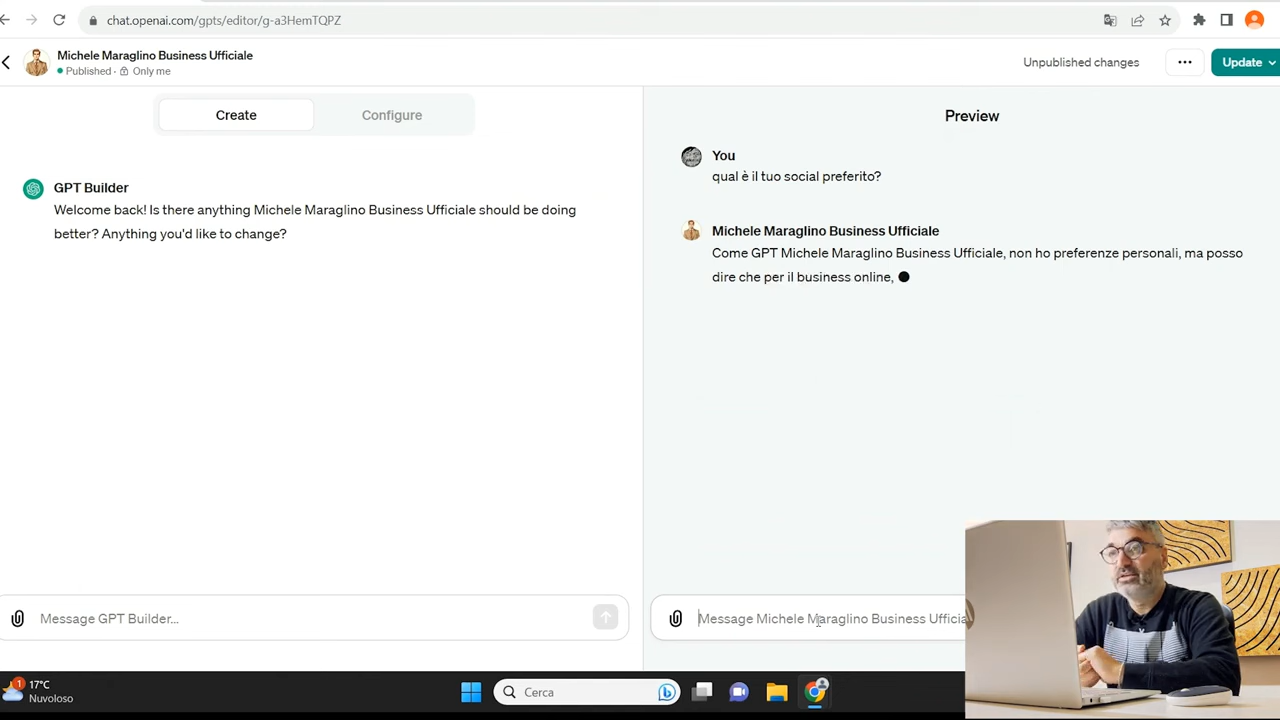 chat.openai.com/gpts/editor/g-a3HemTQPZ
Michele Maraglino Business Ufficiale
Published · Only me
Unpublished changes
Update
Create
Configure
Preview
You
qual è il tuo social preferito?
GPT Builder
Welcome back! Is there anything Michele Maraglino Business Ufficiale should be doing
better? Anything you'd like to change?
Michele Maraglino Business Ufficiale
Come GPT Michele Maraglino Business Ufficiale, non ho preferenze personali, ma posso
dire che per il business online,
Message GPT Builder...
Message Michele Maraglino Business Ufficia
1
17°C
Nuvoloso
Cerca